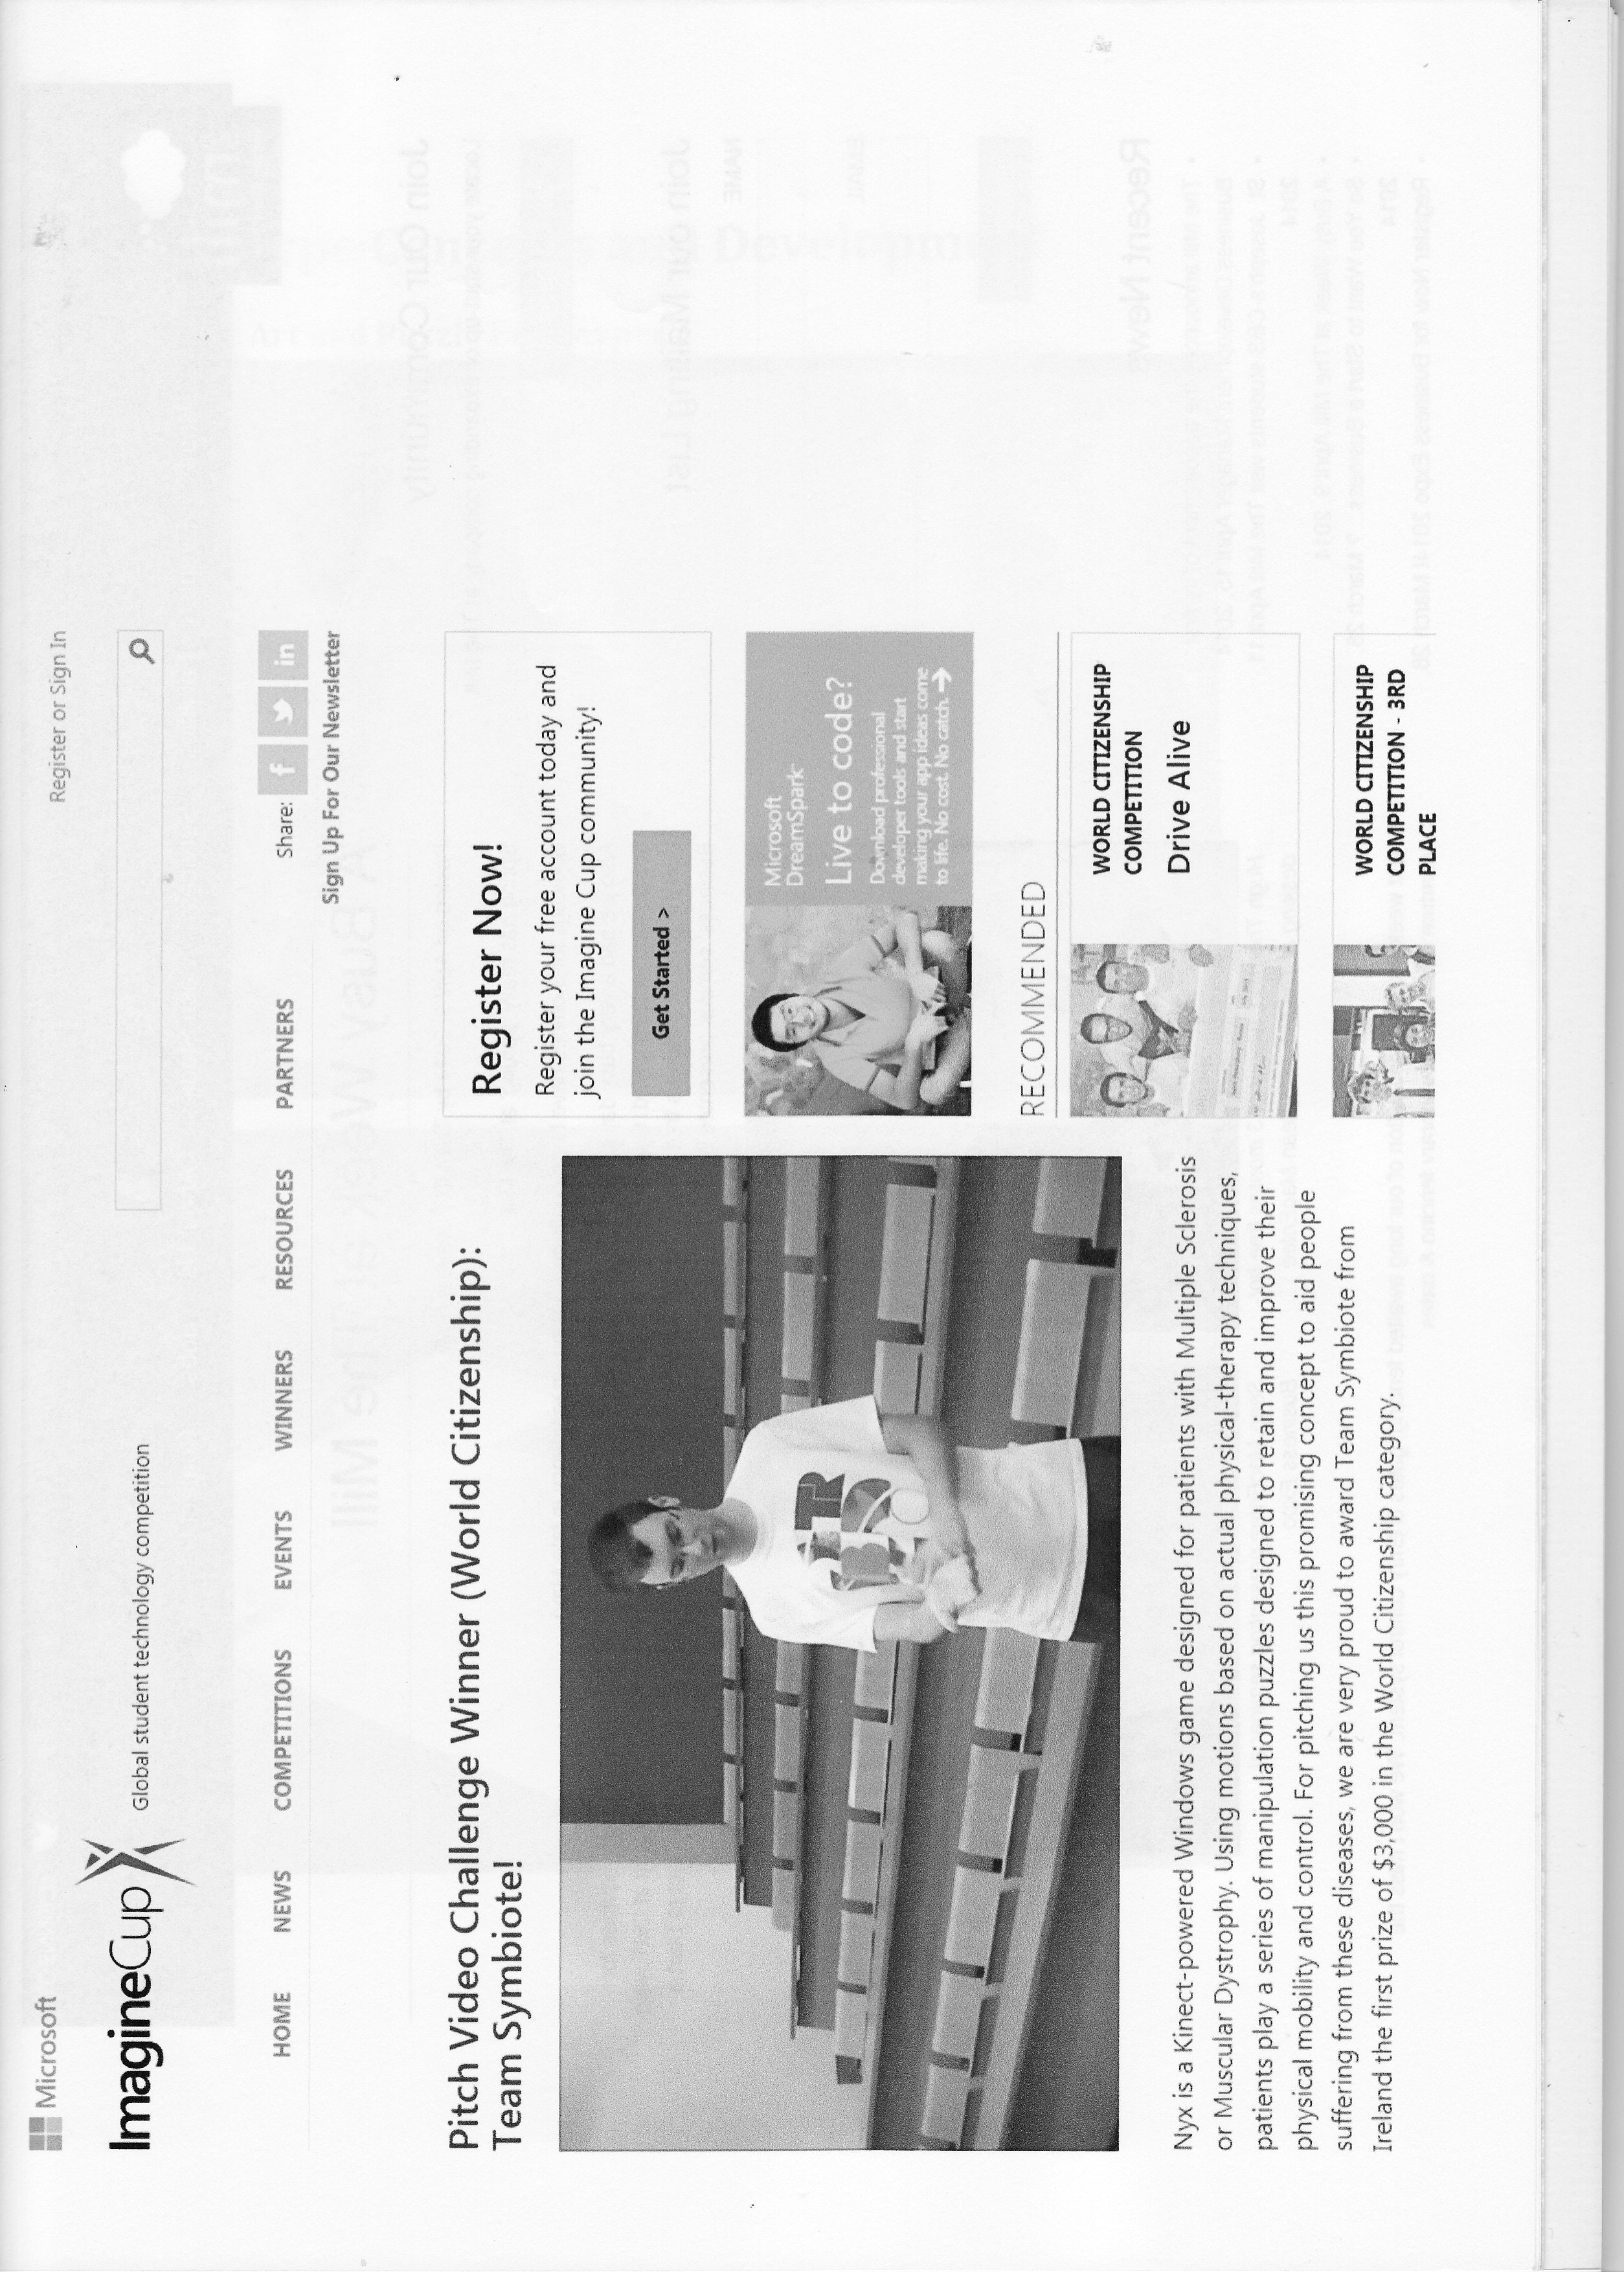 Microsoft
Register or Sign In
ImagineCup
Global student technology competition
HOME NEWS COMPETITIONS EVENTS WINNERS RESOURCES PARTNERS
Share: f in
Sign Up For Our Newsletter
Pitch Video Challenge Winner (World Citizenship):
Team Symbiote!
Nyx is a Kinect-powered Windows game designed for patients with Multiple Sclerosis
or Muscular Dystrophy. Using motions based on actual physical-therapy techniques,
patients play a series of manipulation puzzles designed to retain and improve their
physical mobility and control. For pitching us this promising concept to aid people
suffering from these diseases, we are very proud to award Team Symbiote from
Ireland the first prize of $3,000 in the World Citizenship category.
Register Now!
Register your free account today and
join the Imagine Cup community!
Get Started >
Microsoft
DreamSpark
Live to code?
Download professional
developer tools and start
making your app ideas come
to life. No cost. No catch.
RECOMMENDED
WORLD CITIZENSHIP
COMPETITION
Drive Alive
WORLD CITIZENSHIP
COMPETITION - 3RD
PLACE